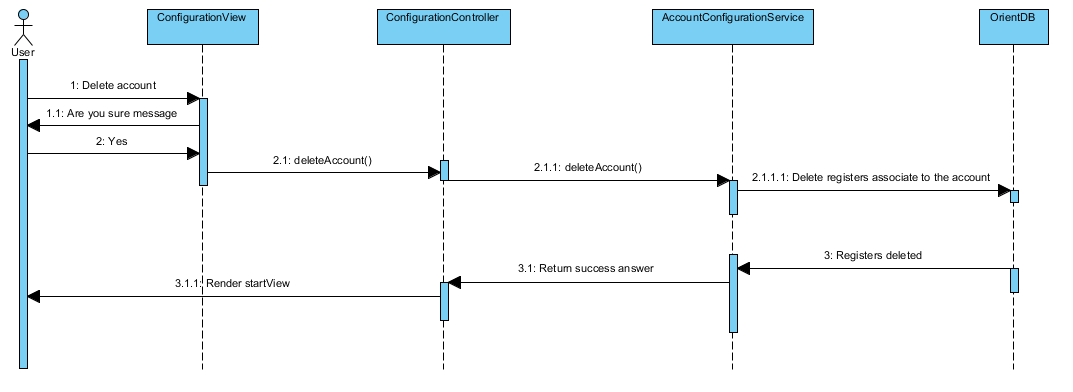 ConfigurationView
ConfigurationController
AccountConfigurationService
OrientDB
User
1: Delete account
1.1: Are you sure message
2: Yes
2.1: deleteAccount()
2.1.1: deleteAccount()
2.1.1.1: Delete registers associate to the account
3: Registers deleted
3.1: Return success answer
3.1.1: Render startView